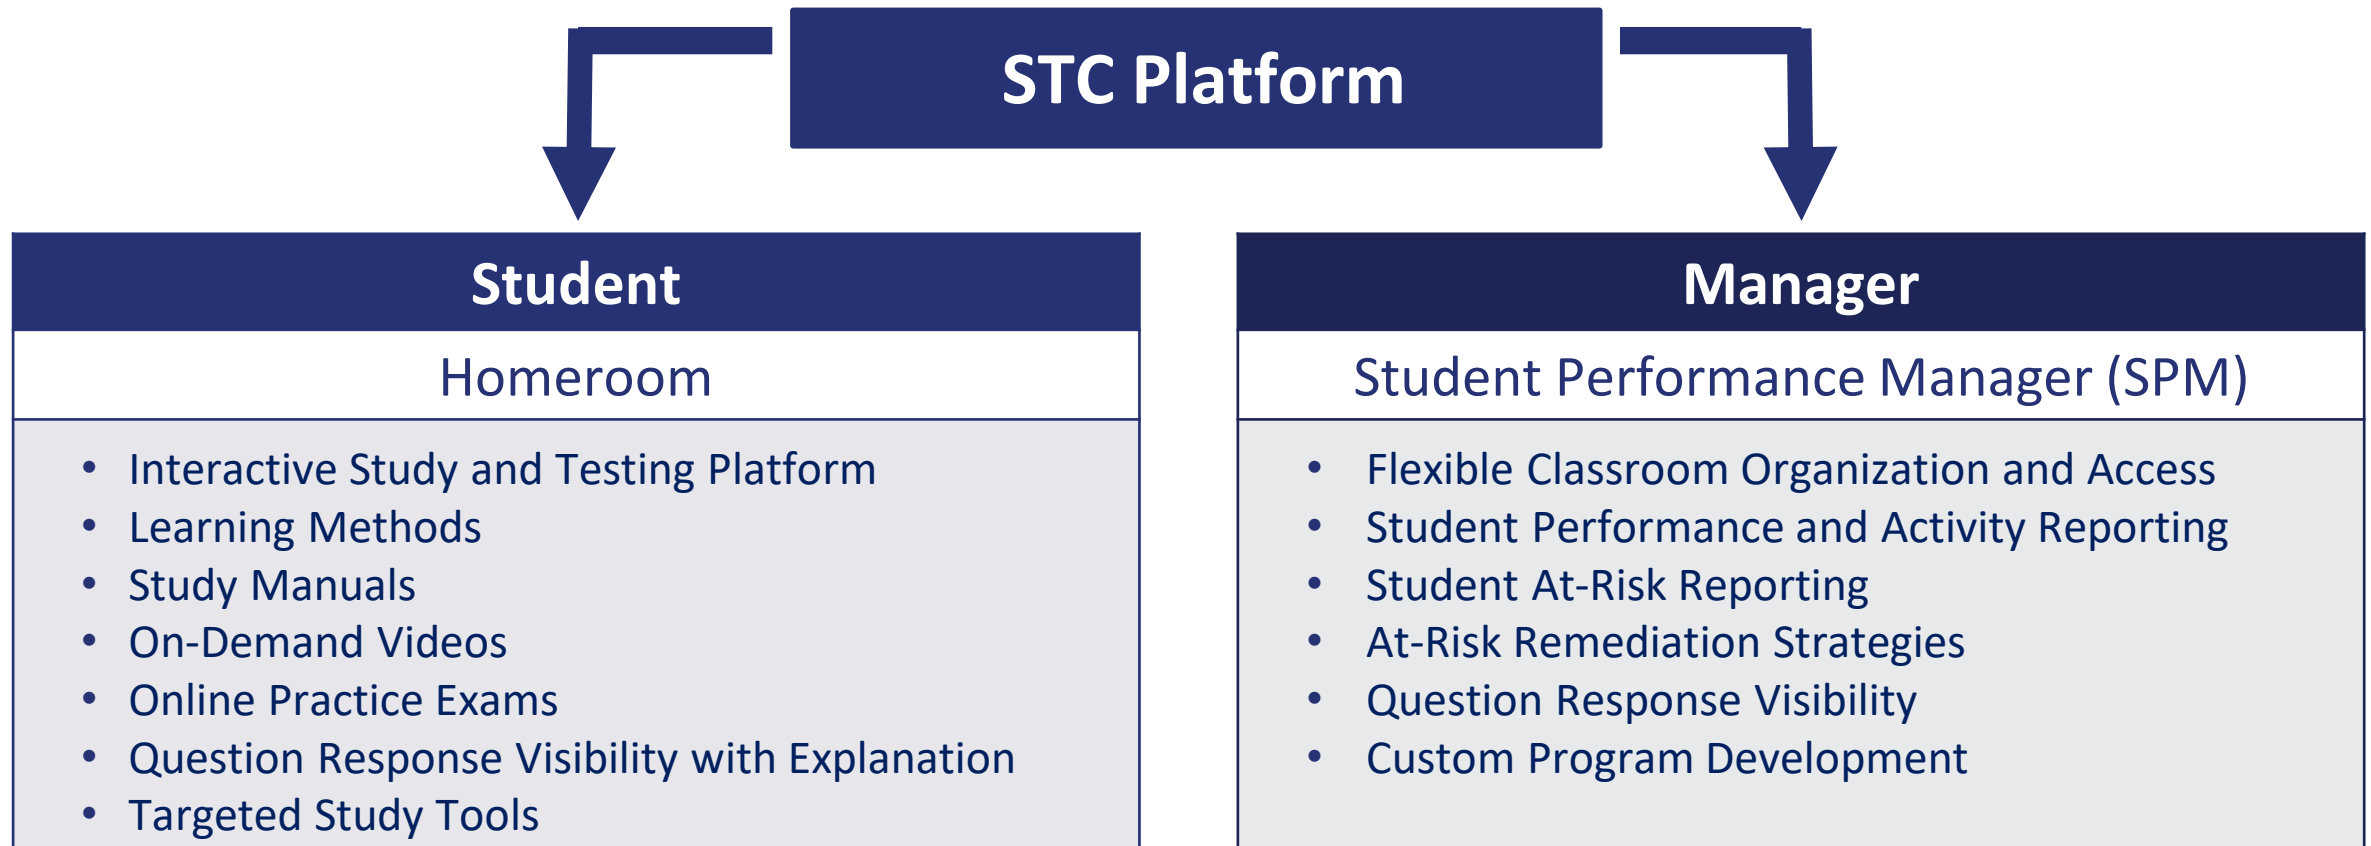 STC Platform
Student
Homeroom
• Interactive Study and Testing Platform
• Learning Methods
• Study Manuals
• On-Demand Videos
• Online Practice Exams
• Question Response Visibility with Explanation
• Targeted Study Tools
Manager
Student Performance Manager (SPM)
• Flexible Classroom Organization and Access
• Student Performance and Activity Reporting
• Student At-Risk Reporting
• At-Risk Remediation Strategies
• Question Response Visibility
• Custom Program Development